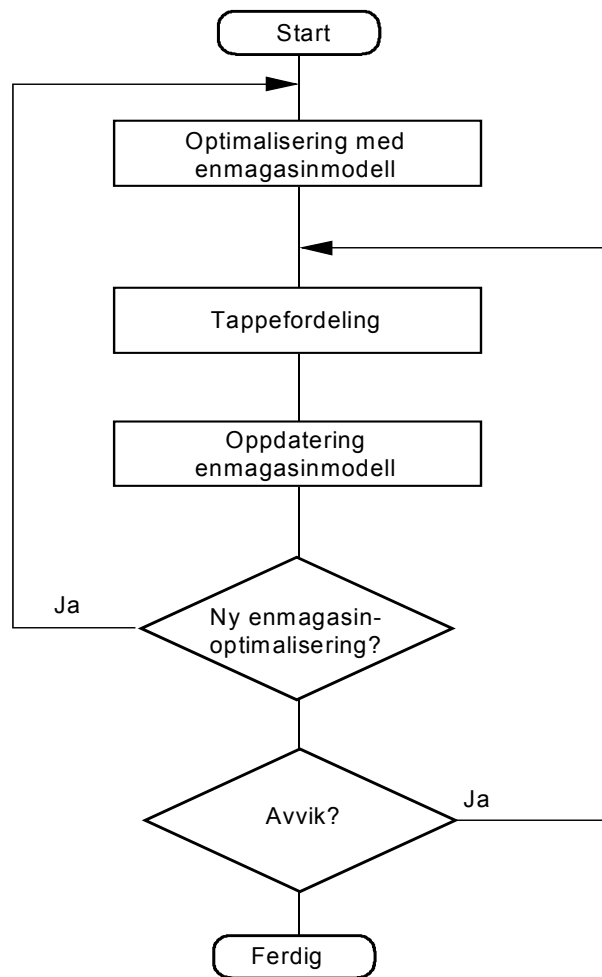 Start
Optimalisering med
enmagasinmodell
Tappefordeling
Oppdatering
enmagasinmodell
Ja
Ny enmagasin-
optimalisering?
Avvik?
Ja
Ferdig